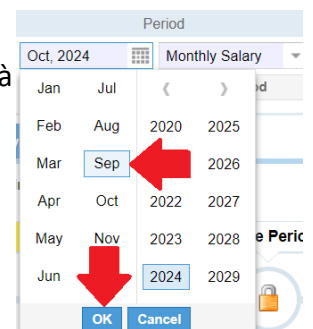 Period
Oct, 2024 Monthly Salary
à
Jan Jul ❬ ❭
Feb Aug 2020 2025
Mar Sep 2026
Apr Oct 2022 2027
May Nov 2023 2028
Jun 2024 2029
OK Cancel